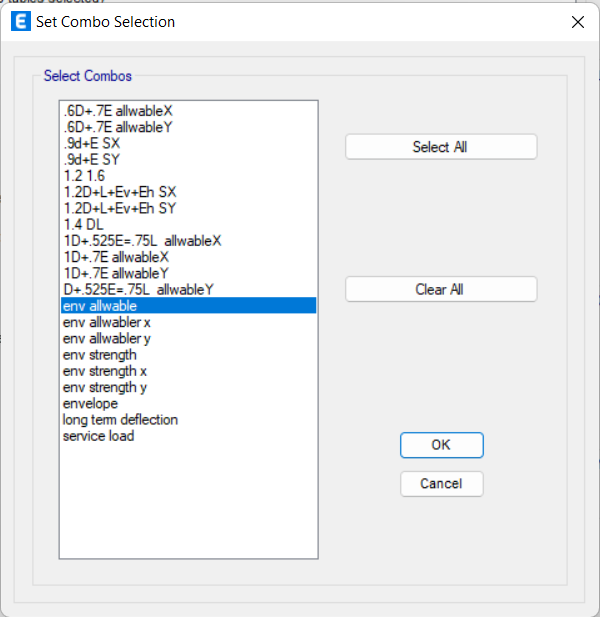 Set Combo Selection
Select Combos
.6D+.7E allwableX
.6D+.7E allwableY
.9d+E SX
.9d+E SY
1.2 1.6
1.2D+L+Ev+Eh SX
1.2D+L+Ev+Eh SY
1.4 DL
1D+.525E=.75L  allwableX
1D+.7E allwableX
1D+.7E allwableY
D+.525E=.75L  allwableY
env allwable
env allwabler x
env allwabler y
env strength
env strength x
env strength y
envelope
long term deflection
service load
Select All
Clear All
OK
Cancel